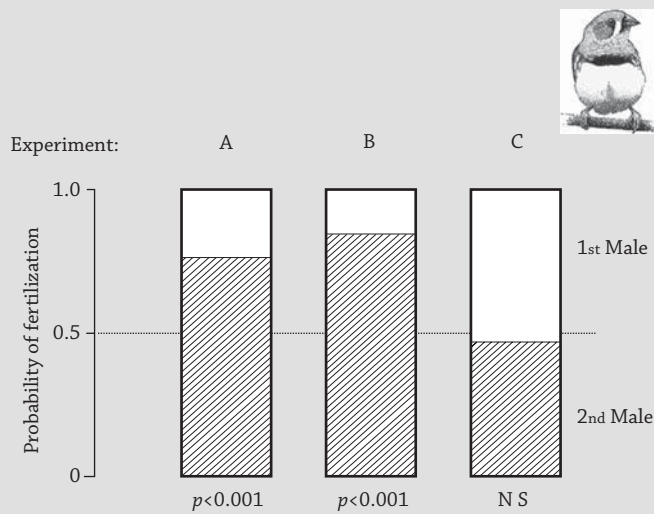 Experiment: A B C
1.0
0.5
0
Probability of fertilization
1st Male
2nd Male
p<0.001 p<0.001 N S